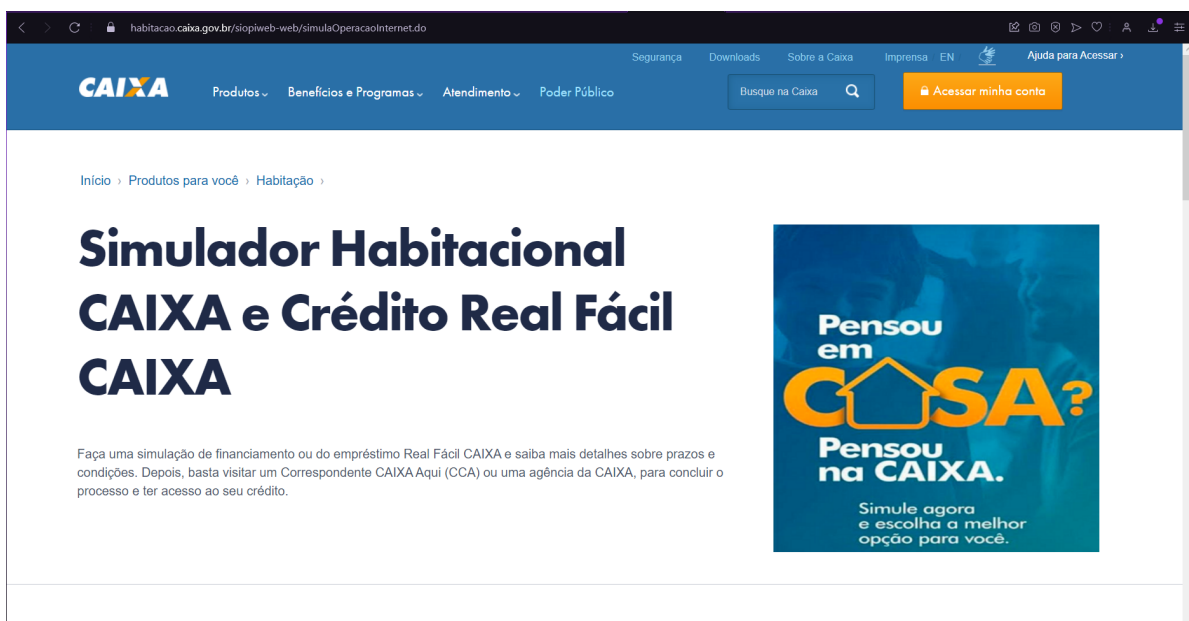 habitacao.caixa.gov.br/siopiweb-web/simulaOperacaoInternet.do
Segurança Downloads Sobre a Caixa Imprensa EN Ajuda para Acessar ›
CAIXA Produtos Benefícios e Programas Atendimento Poder Público Busque na Caixa Acessar minha conta
Início › Produtos para você › Habitação ›
Simulador Habitacional
CAIXA e Crédito Real Fácil
CAIXA
Faça uma simulação de financiamento ou do empréstimo Real Fácil CAIXA e saiba mais detalhes sobre prazos e
condições. Depois, basta visitar um Correspondente CAIXA Aqui (CCA) ou uma agência da CAIXA, para concluir o
processo e ter acesso ao seu crédito.
Pensou
em
CASA?
Pensou
na CAIXA.
Simule agora
e escolha a melhor
opção para você.